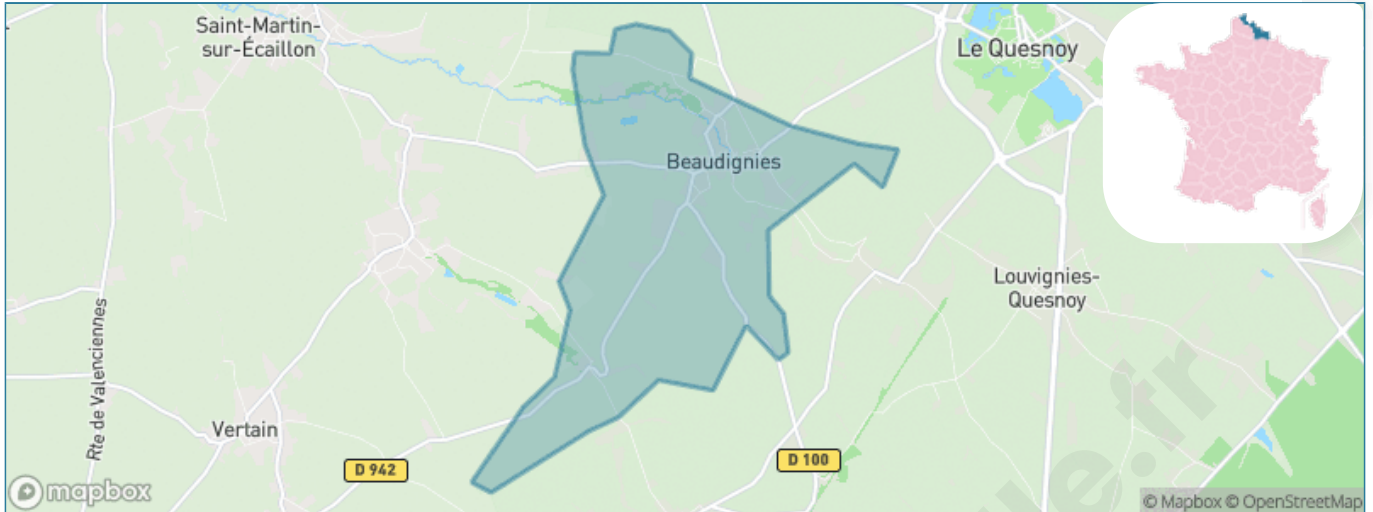 Saint-Martin-
sur-Écaillon
Le Quesnoy
Beaudignies
Louvignies-
Quesnoy
Rte de Valenciennes
Vertain
D 942
D 100
mapbox
© Mapbox © OpenStreetMap